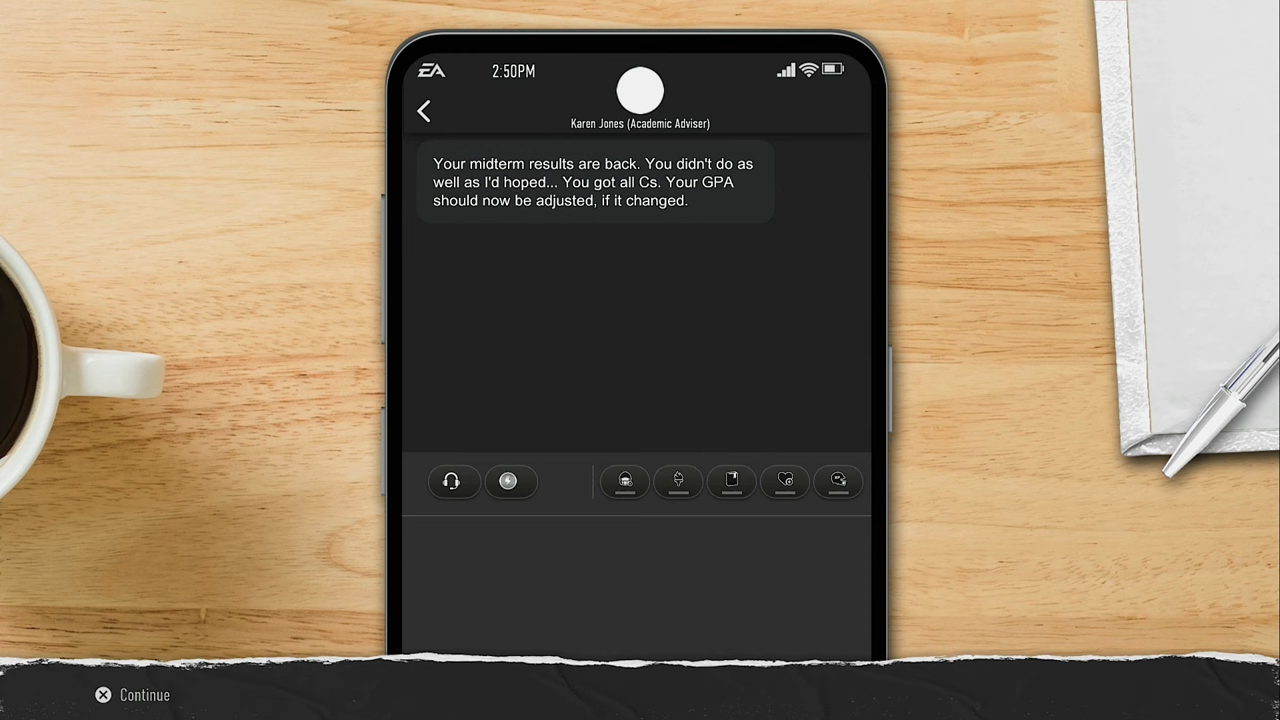 EA
2:50PM
Karen Jones (Academic Adviser)
Your midterm results are back. You didn't do as
well as I'd hoped... You got all Cs. Your GPA
should now be adjusted, if it changed.
Continue